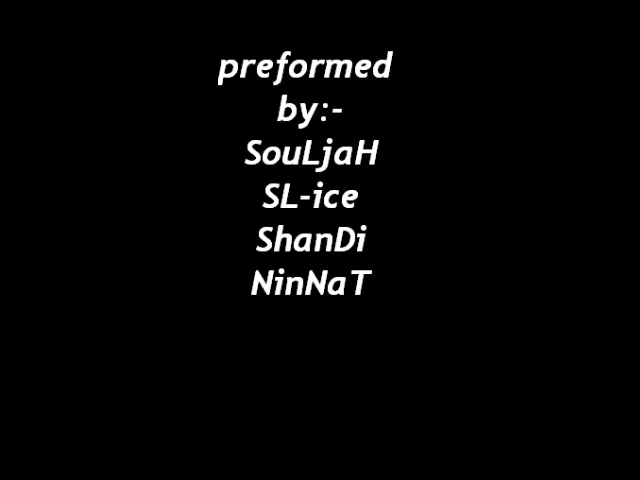 preformed
by:-
SouLjaH
SL-ice
ShanDi
NinNaT